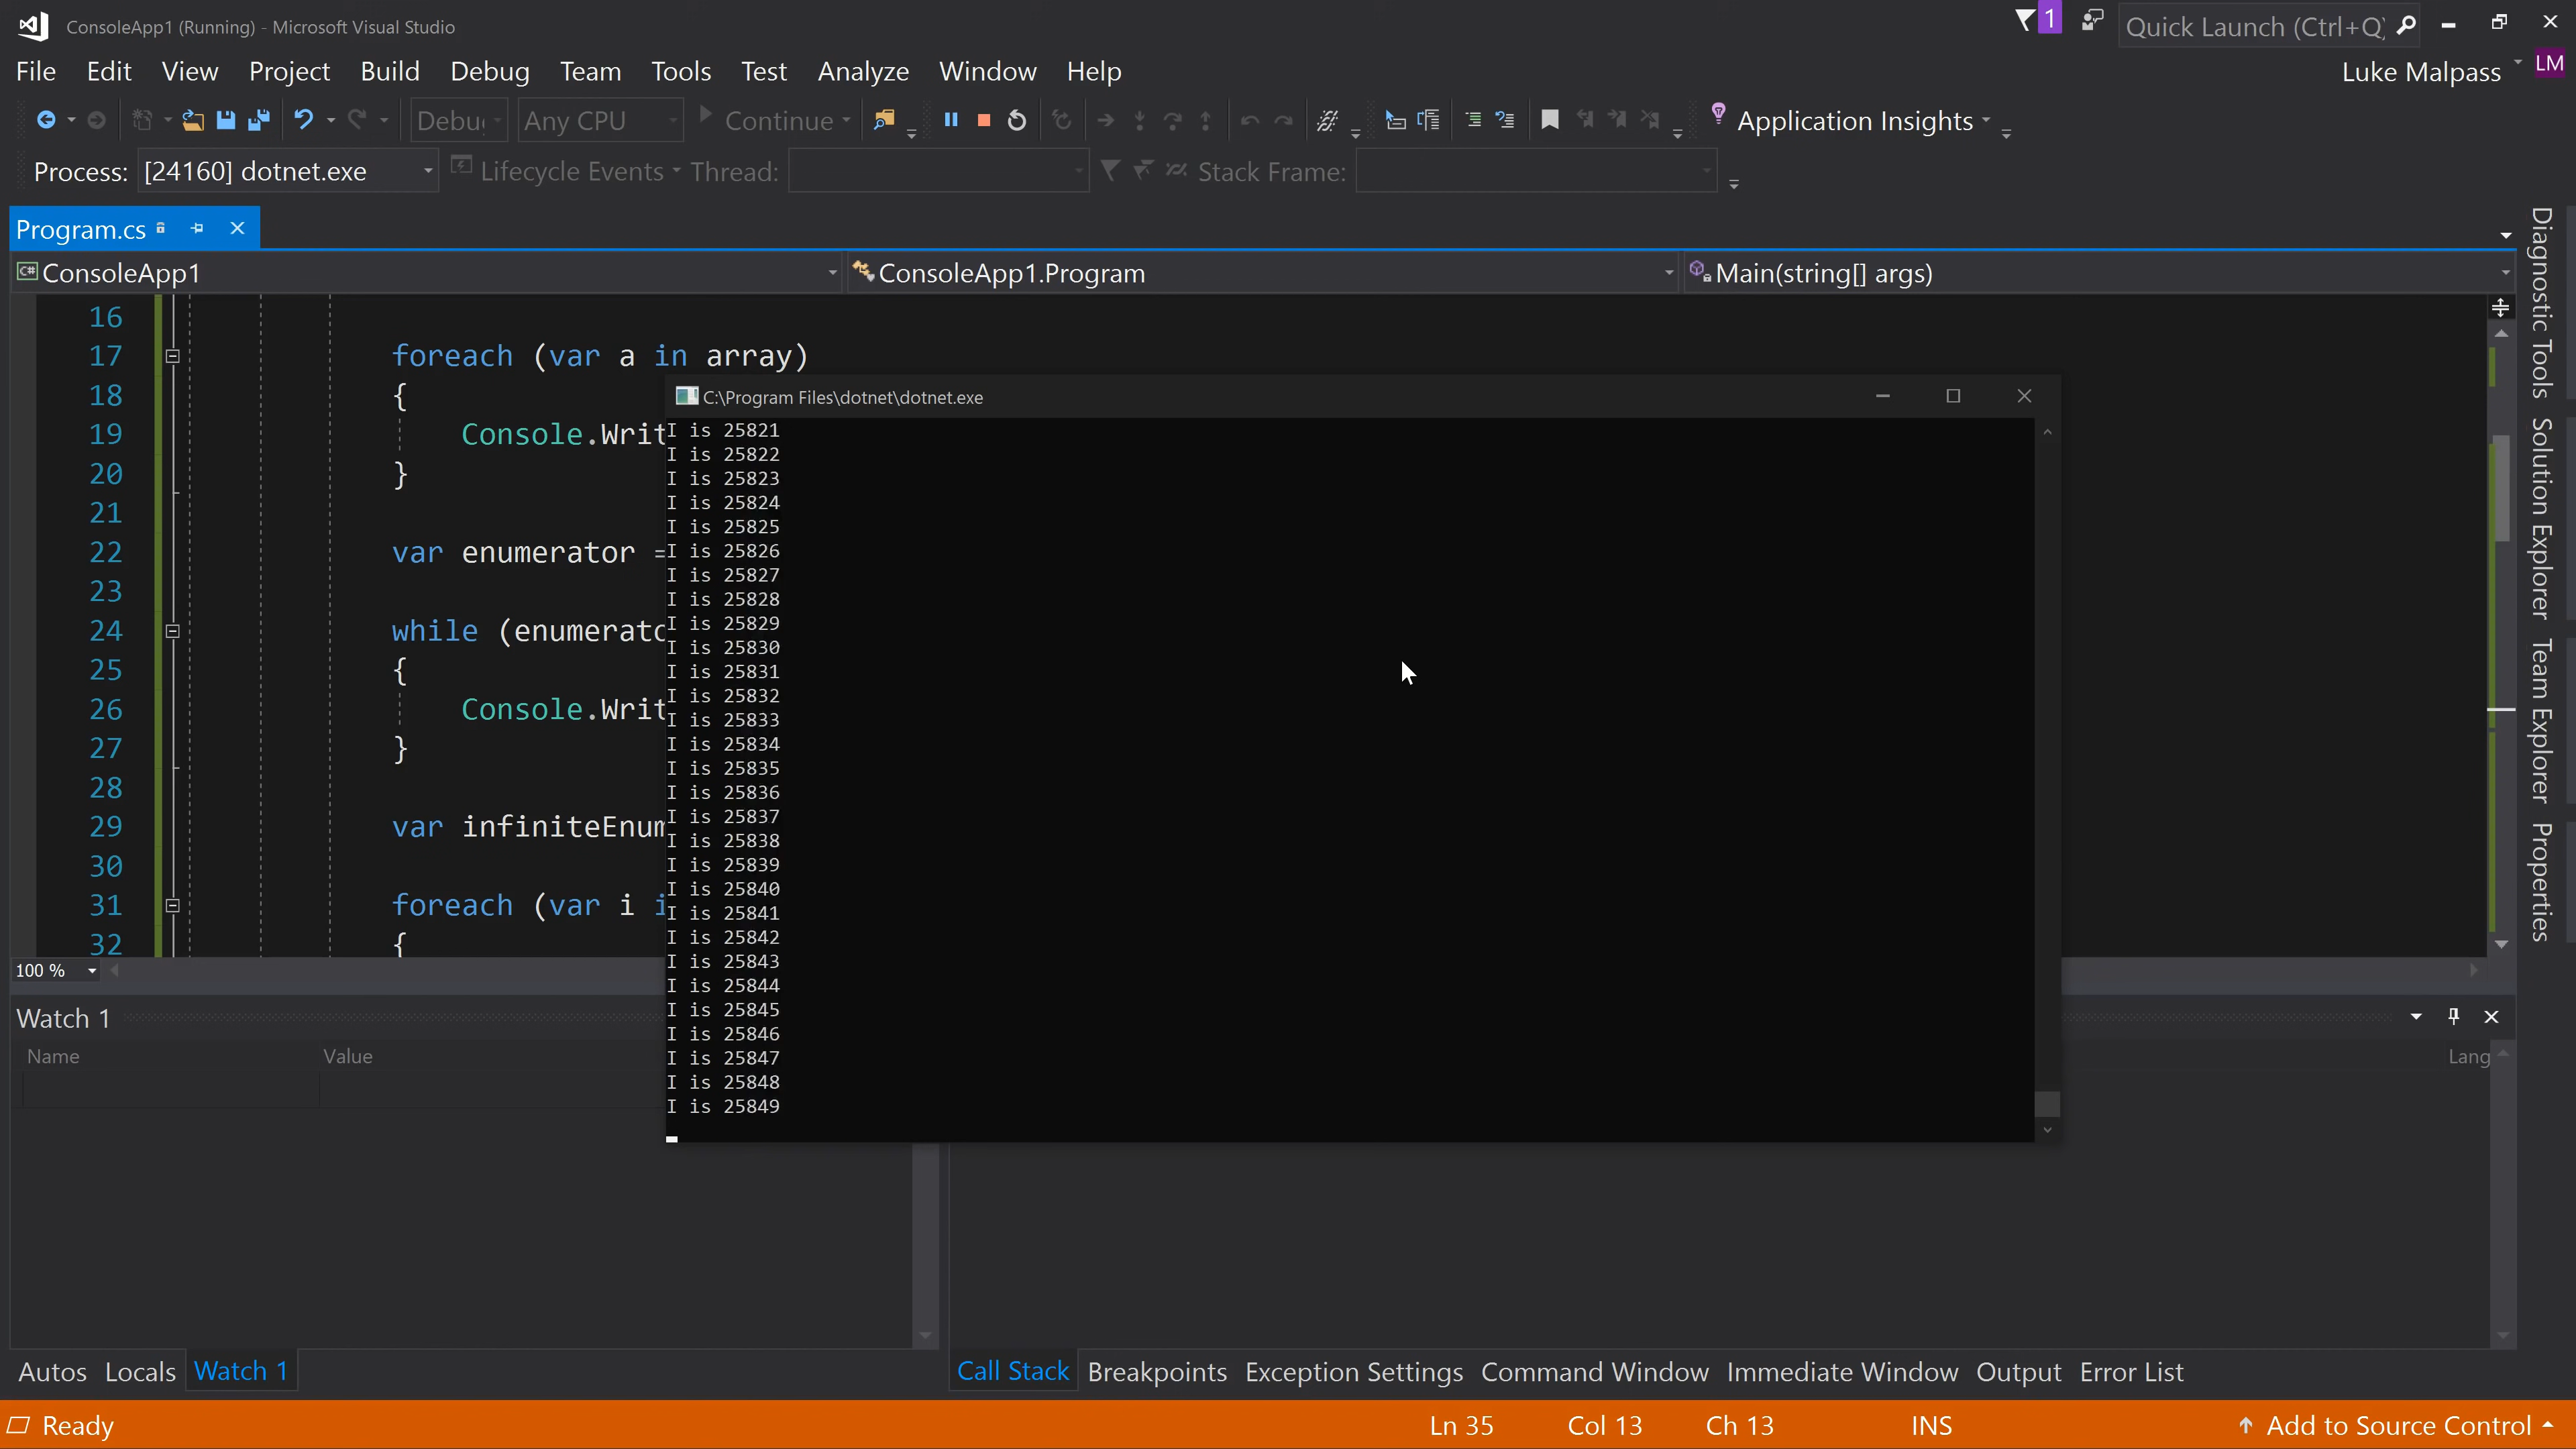 ConsoleApp1 (Running) - Microsoft Visual Studio
1
Quick Launch (Ctrl+Q)
File Edit View Project Build Debug Team Tools Test Analyze Window Help
Luke Malpass LM
Debu Any CPU Continue Application Insights
Process: [24160] dotnet.exe Lifecycle Events Thread: Stack Frame:
Program.cs
C# ConsoleApp1 ConsoleApp1.Program Main(string[] args)
16
17 foreach (var a in array)
18 {
19 Console.Writ
20 }
21
22 var enumerator =
23
24 while (enumerato
25 {
26 Console.Writ
27 }
28
29 var infiniteEnum
30
31 foreach (var i i
32 {
C:\Program Files\dotnet\dotnet.exe
I is 25821
I is 25822
I is 25823
I is 25824
I is 25825
I is 25826
I is 25827
I is 25828
I is 25829
I is 25830
I is 25831
I is 25832
I is 25833
I is 25834
I is 25835
I is 25836
I is 25837
I is 25838
I is 25839
I is 25840
I is 25841
I is 25842
I is 25843
I is 25844
I is 25845
I is 25846
I is 25847
I is 25848
I is 25849
Diagnostic Tools
Solution Explorer
Team Explorer
Properties
100 %
Watch 1
Name Value
Lang
Autos Locals Watch 1
Call Stack Breakpoints Exception Settings Command Window Immediate Window Output Error List
Ready Ln 35 Col 13 Ch 13 INS Add to Source Control